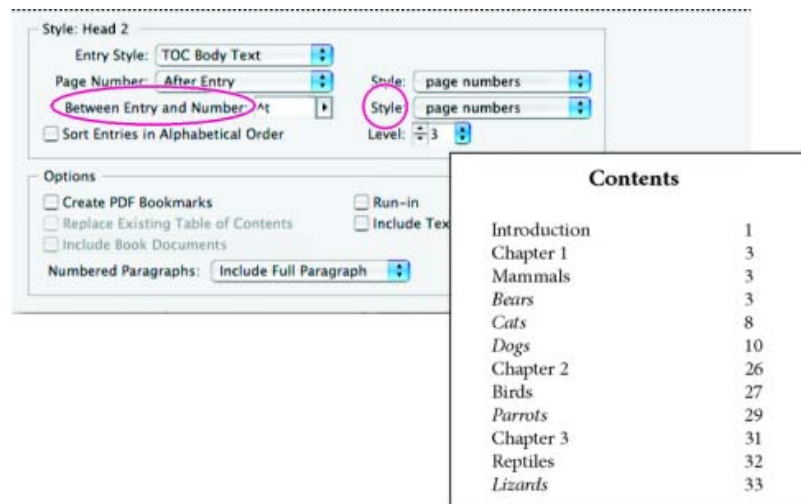 Style: Head 2
Entry Style: TOC Body Text
Page Number: After Entry Style: page numbers
Between Entry and Number: ^t Style: page numbers
Sort Entries in Alphabetical Order Level: 3
Options
Create PDF Bookmarks Run-in
Replace Existing Table of Contents Include Tex
Include Book Documents
Numbered Paragraphs: Include Full Paragraph
Contents
Introduction 1
Chapter 1 3
Mammals 3
Bears 3
Cats 8
Dogs 10
Chapter 2 26
Birds 27
Parrots 29
Chapter 3 31
Reptiles 32
Lizards 33